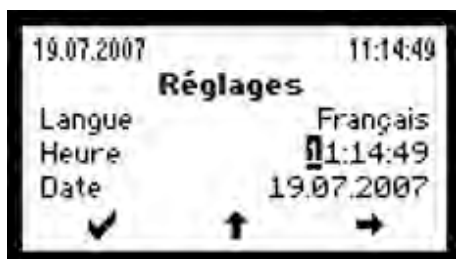 19.07.2007 11:14:49
Réglages
Langue Français
Heure 11:14:49
Date 19.07.2007